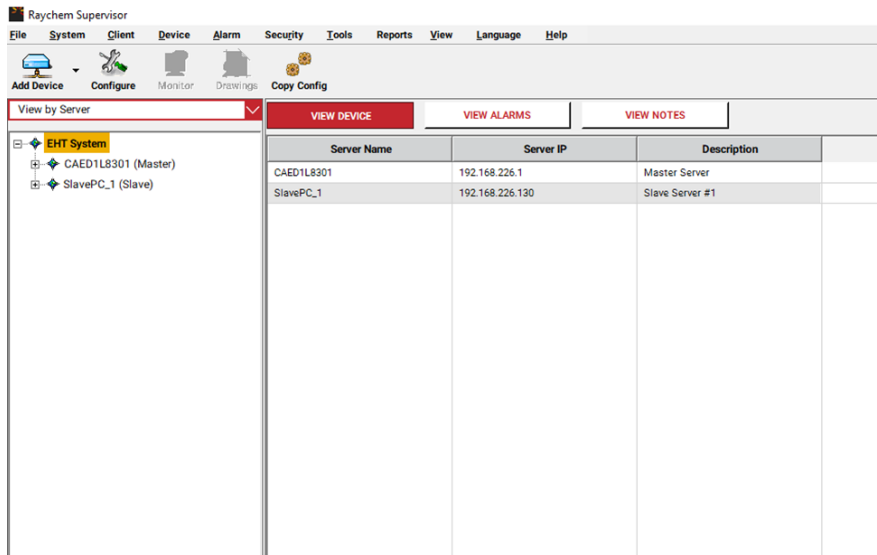 Raychem Supervisor
File System Client Device Alarm Security Tools Reports View Language Help
Add Device Configure Monitor Drawings Copy Config
View by Server
VIEW DEVICE VIEW ALARMS VIEW NOTES
EHT System
CAED1L8301 (Master)
SlavePC_1 (Slave)
Server Name Server IP Description
CAED1L8301 192.168.226.1 Master Server
SlavePC_1 192.168.226.130 Slave Server #1